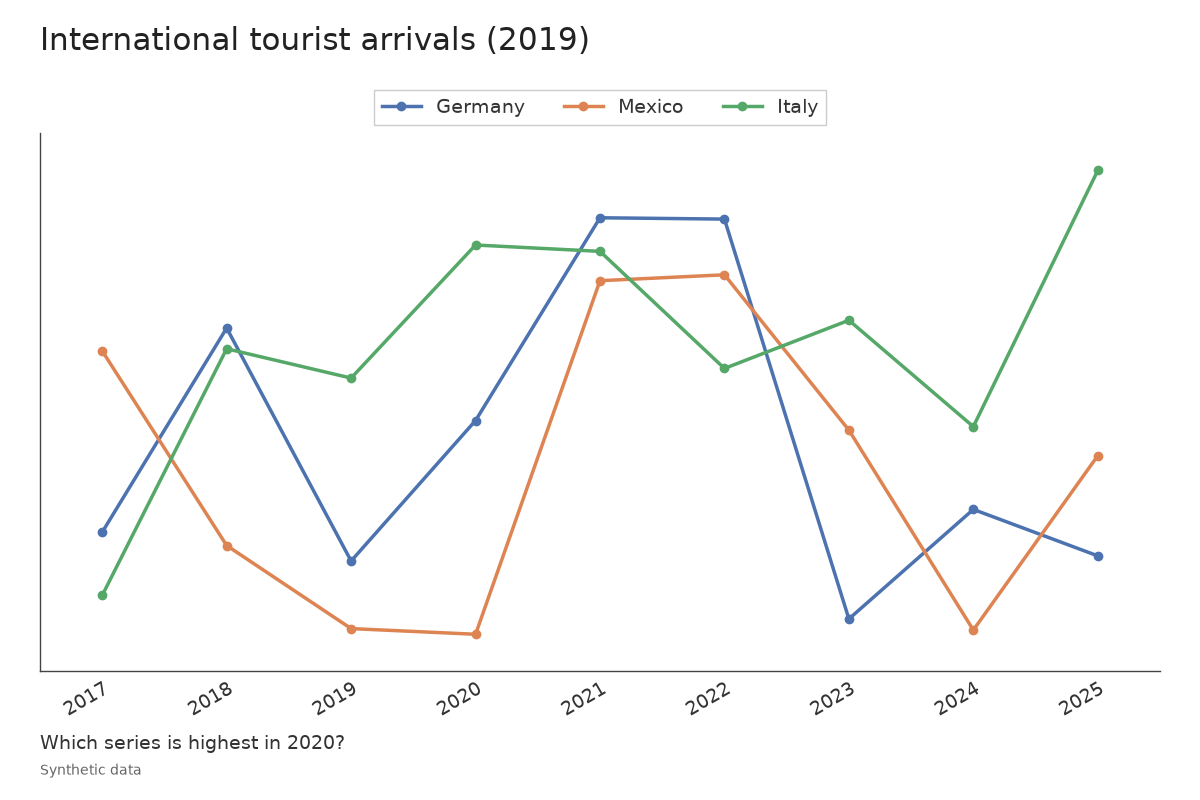 International tourist arrivals (2019)
Germany Mexico Italy
2017 2018 2019 2020 2021 2022 2023 2024 2025
Which series is highest in 2020?
Synthetic data